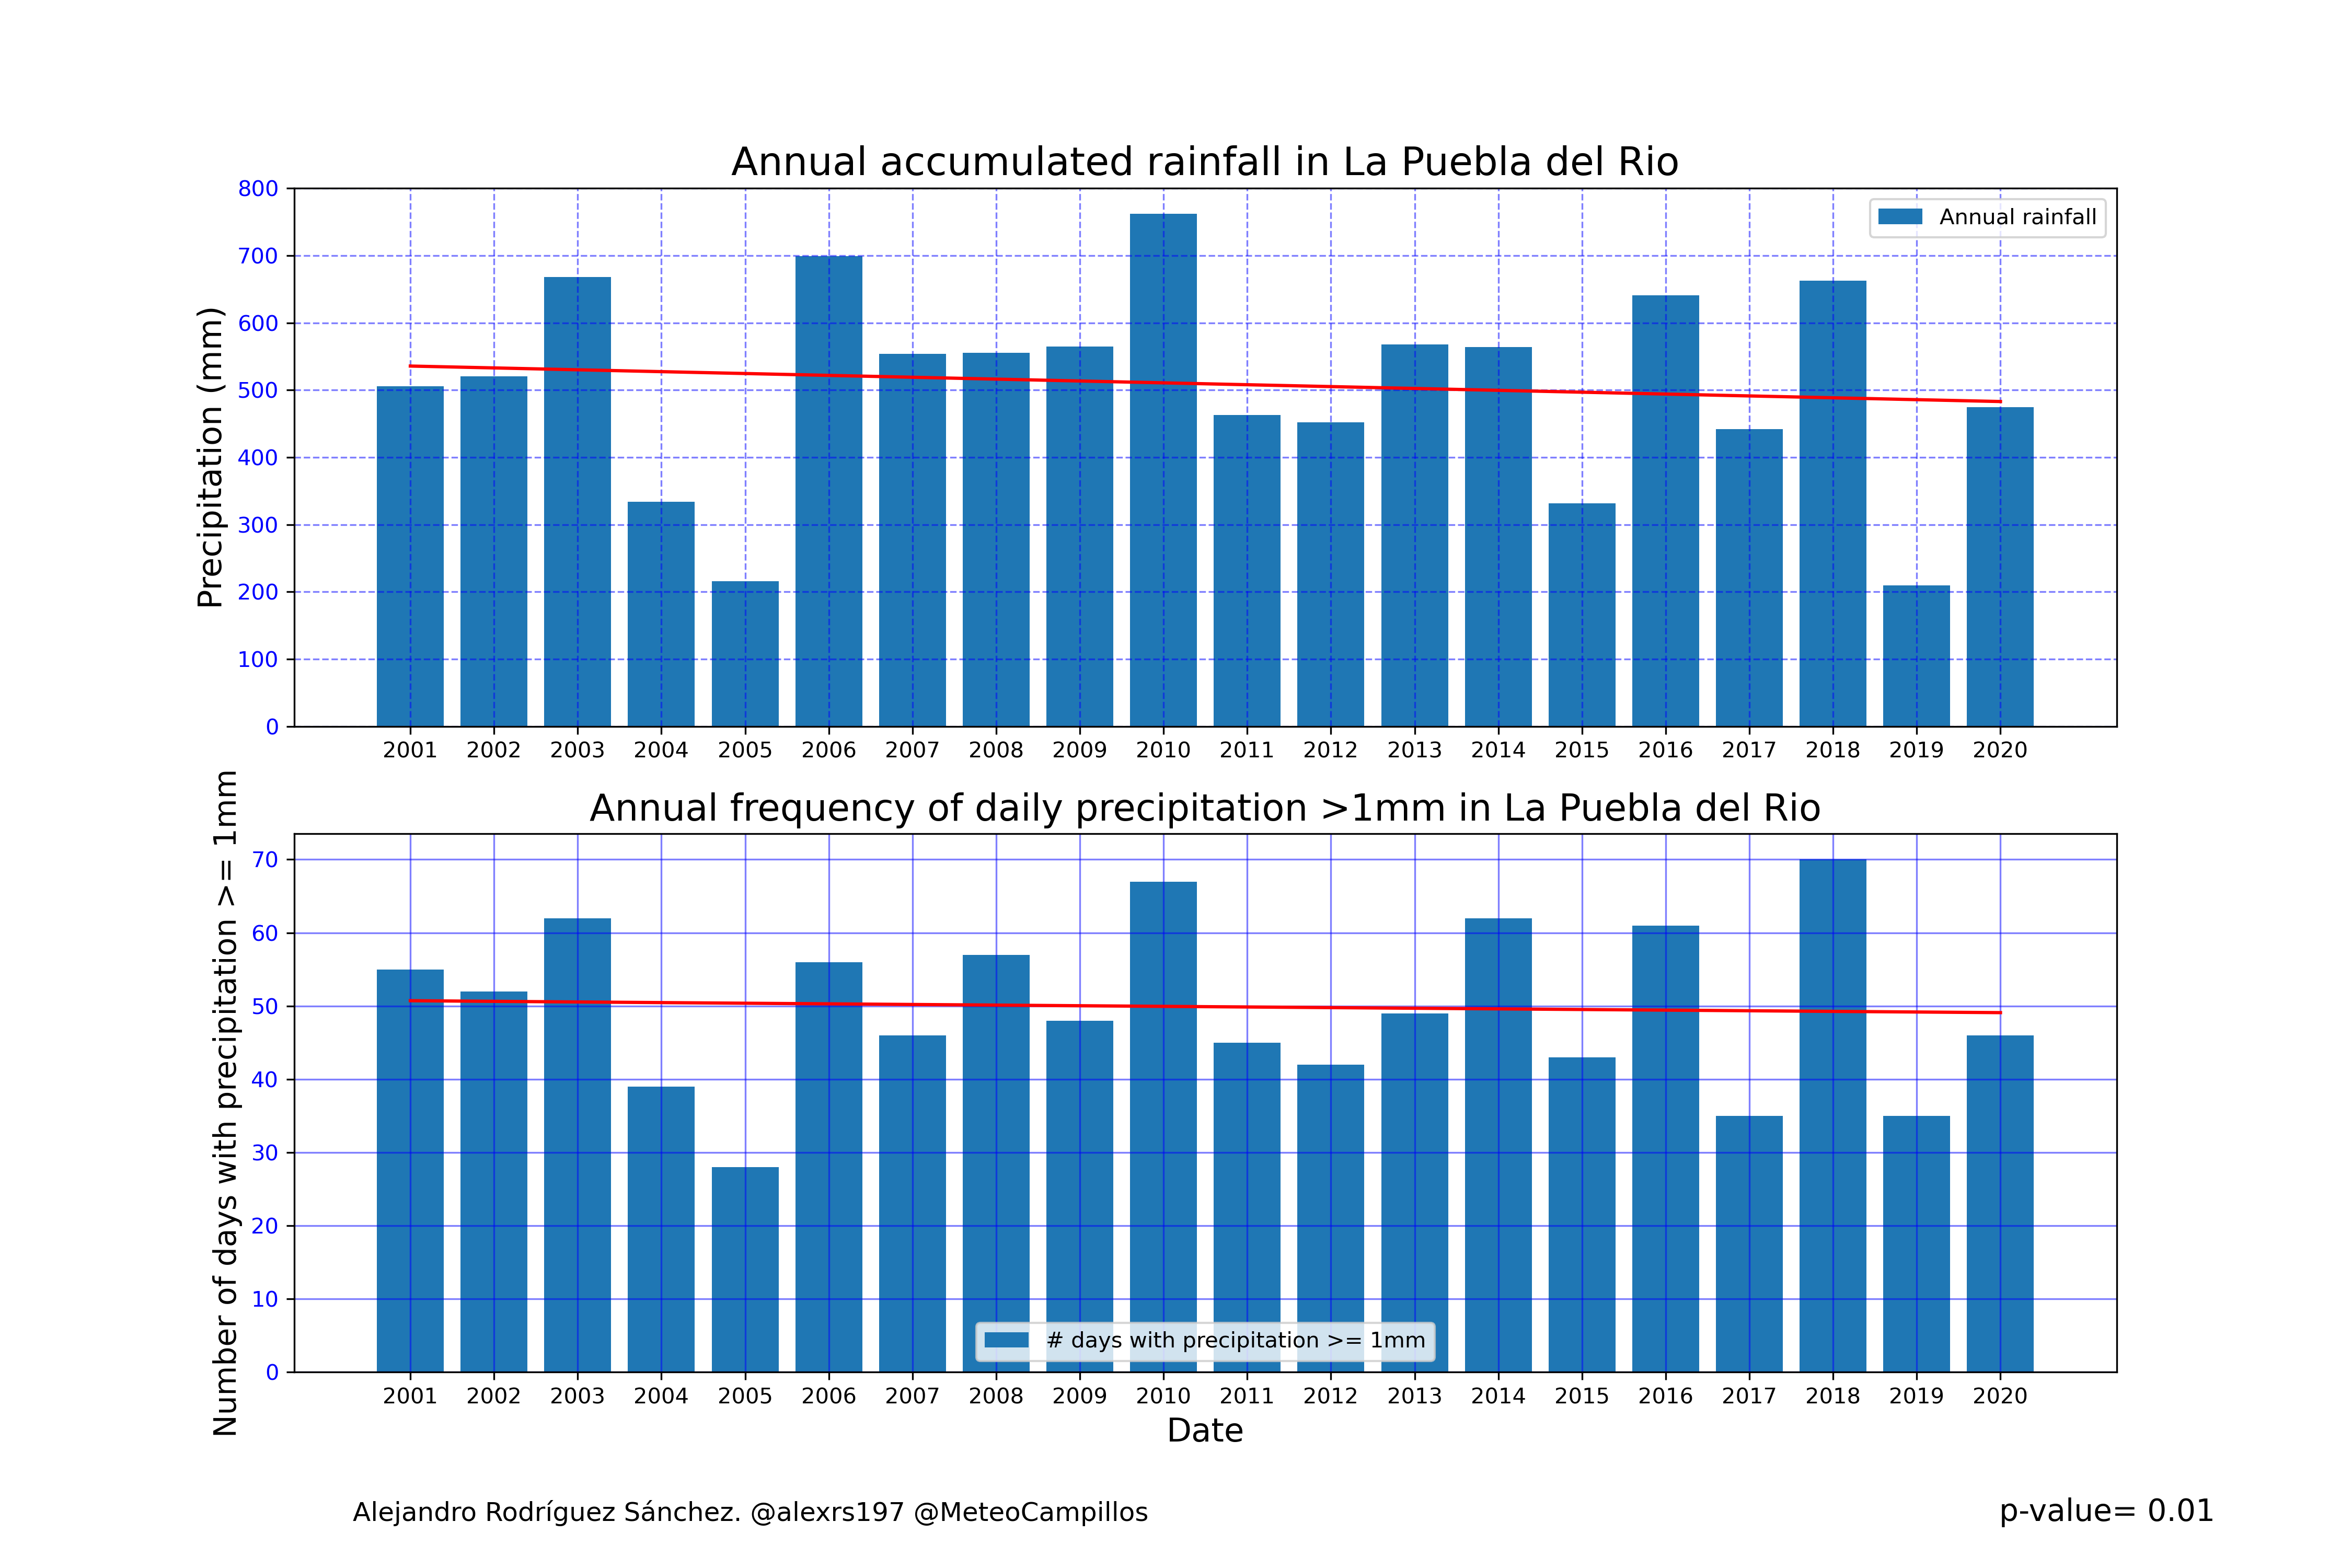 Annual accumulated rainfall in La Puebla del Rio
Precipitation (mm)
800
700
600
500
400
300
200
100
0
Annual rainfall
2001 2002 2003 2004 2005 2006 2007 2008 2009 2010 2011 2012 2013 2014 2015 2016 2017 2018 2019 2020
Annual frequency of daily precipitation >1mm in La Puebla del Rio
Number of days with precipitation >= 1mm
70
60
50
40
30
20
10
0
# days with precipitation >= 1mm
2001 2002 2003 2004 2005 2006 2007 2008 2009 2010 2011 2012 2013 2014 2015 2016 2017 2018 2019 2020
Date
Alejandro Rodríguez Sánchez. @alexrs197 @MeteoCampillos
p-value= 0.01